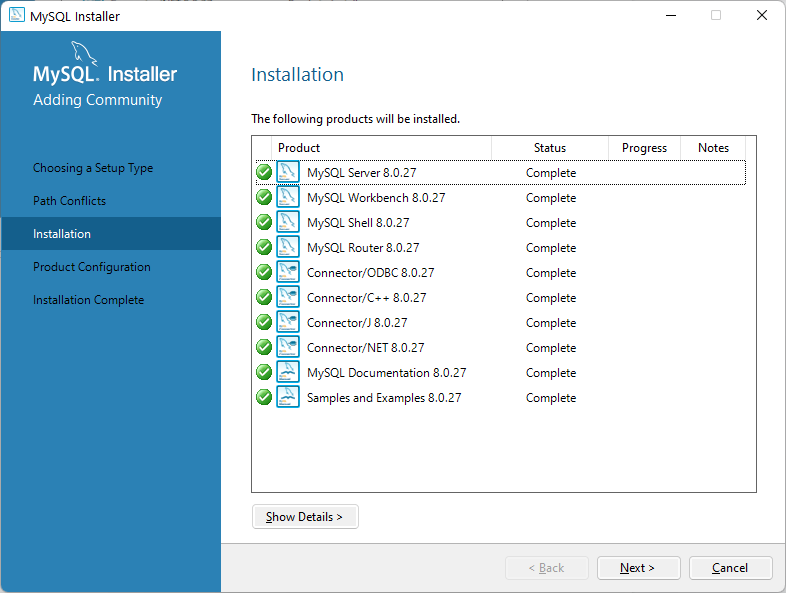 MySQL Installer
MySQL. Installer
Adding Community
Choosing a Setup Type
Path Conflicts
Installation
Product Configuration
Installation Complete
Installation
The following products will be installed.
Product Status Progress Notes
MySQL Server 8.0.27 Complete
MySQL Workbench 8.0.27 Complete
MySQL Shell 8.0.27 Complete
MySQL Router 8.0.27 Complete
Connector/ODBC 8.0.27 Complete
Connector/C++ 8.0.27 Complete
Connector/J 8.0.27 Complete
Connector/NET 8.0.27 Complete
MySQL Documentation 8.0.27 Complete
Samples and Examples 8.0.27 Complete
Show Details >
< Back Next > Cancel